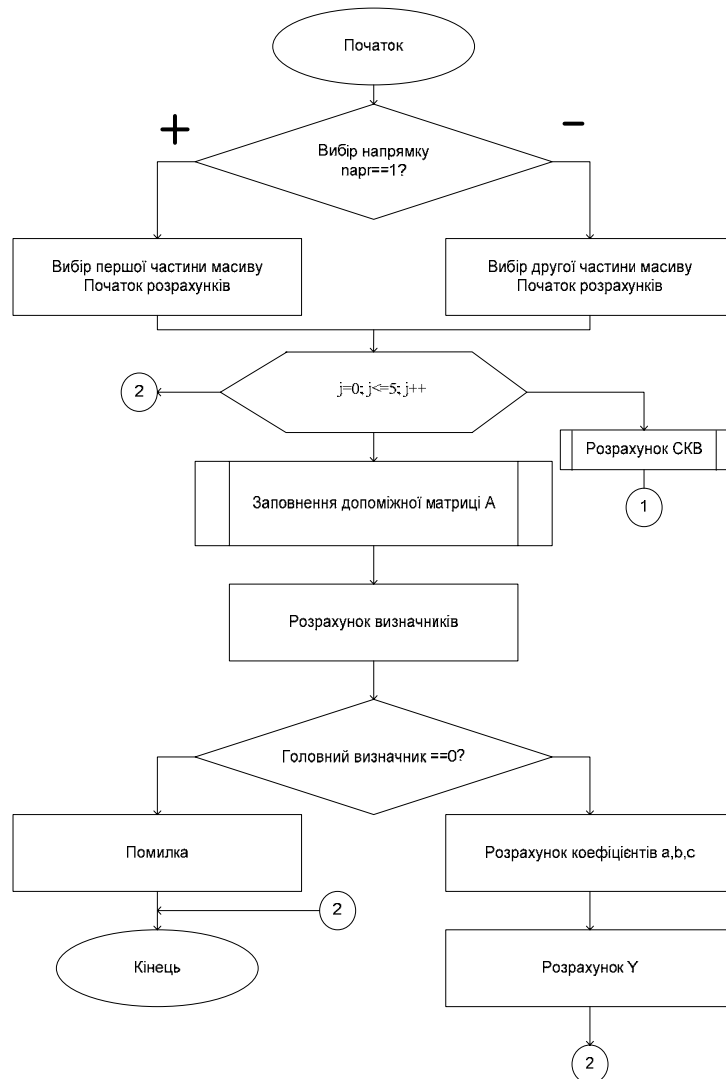 Початок
+
−
Вибір напрямку
napr==1?
Вибір першої частини масиву
Початок розрахунків
Вибір другої частини масиву
Початок розрахунків
2
j=0; j<=5; j++
Розрахунок СКВ
1
Заповнення допоміжної матриці А
Розрахунок визначників
Головний визначник ==0?
Помилка
Розрахунок коефіцієнтів a,b,c
2
Кінець
Розрахунок Y
2